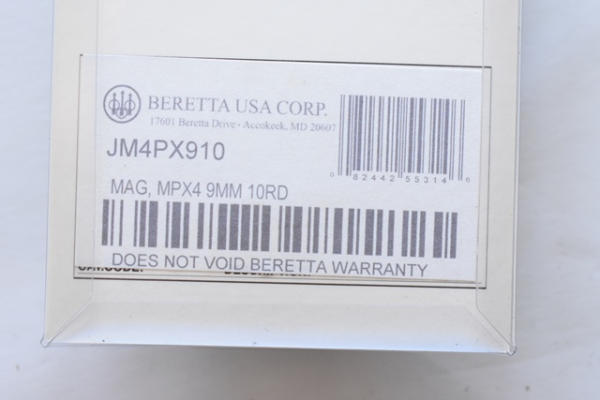 BERETTA USA CORP.
17601 Beretta Drive - Accokeek, MD 20607
JM4PX910
0 82442 55314 6
MAG, MPX4 9MM 10RD
DOES NOT VOID BERETTA WARRANTY